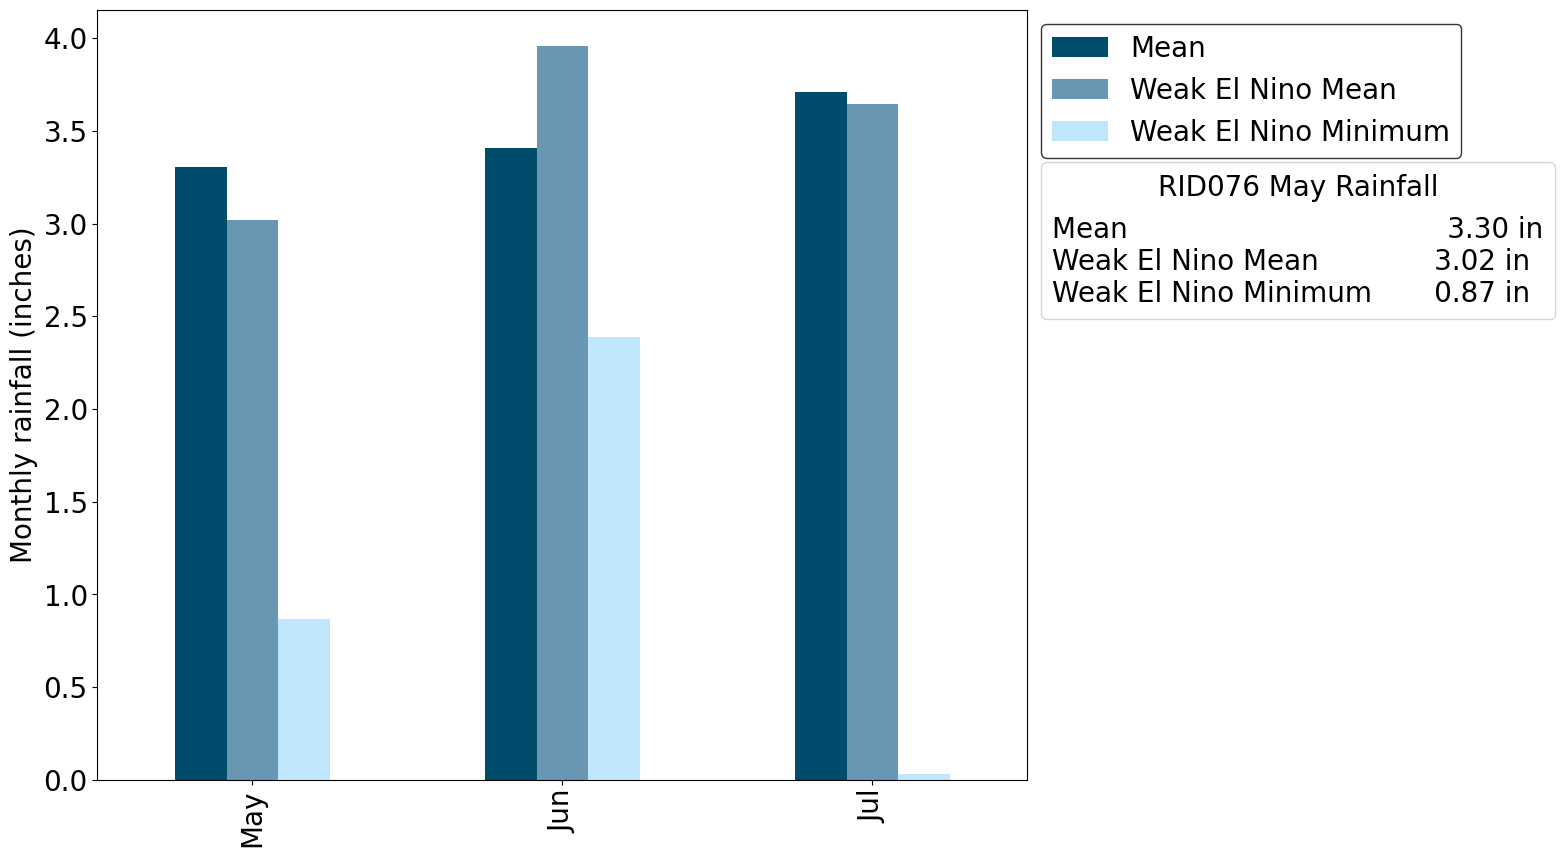 Monthly rainfall (inches)
4.0
3.5
3.0
2.5
2.0
1.5
1.0
0.5
0.0
May
Jun
Jul
Mean
Weak El Nino Mean
Weak El Nino Minimum
RID076 May Rainfall
Mean 3.30 in
Weak El Nino Mean 3.02 in
Weak El Nino Minimum 0.87 in